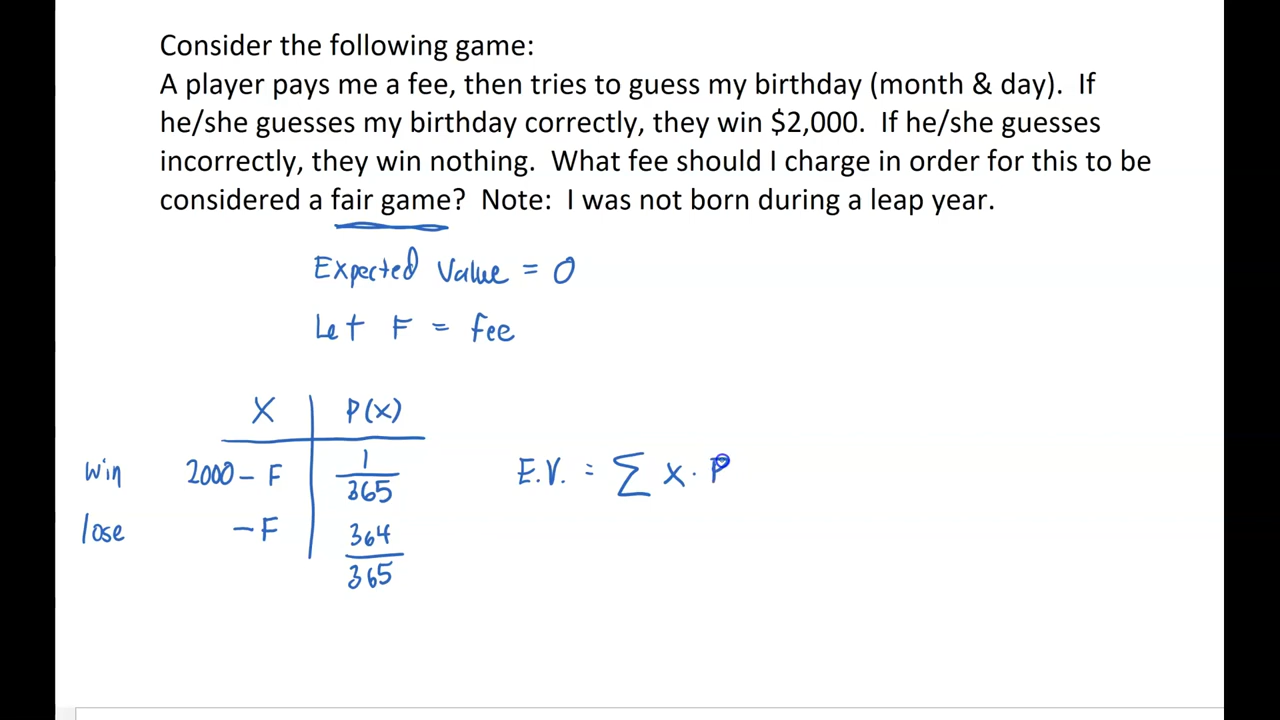 Consider the following game:
A player pays me a fee, then tries to guess my birthday (month & day).  If
he/she guesses my birthday correctly, they win $2,000.  If he/she guesses
incorrectly, they win nothing.  What fee should I charge in order for this to be
considered a fair game?  Note:  I was not born during a leap year.
Expected Value = 0
Let F = fee
X P(x)
win 2000 - F 1/365
lose - F 364/365
E.V. = ∑ x · P